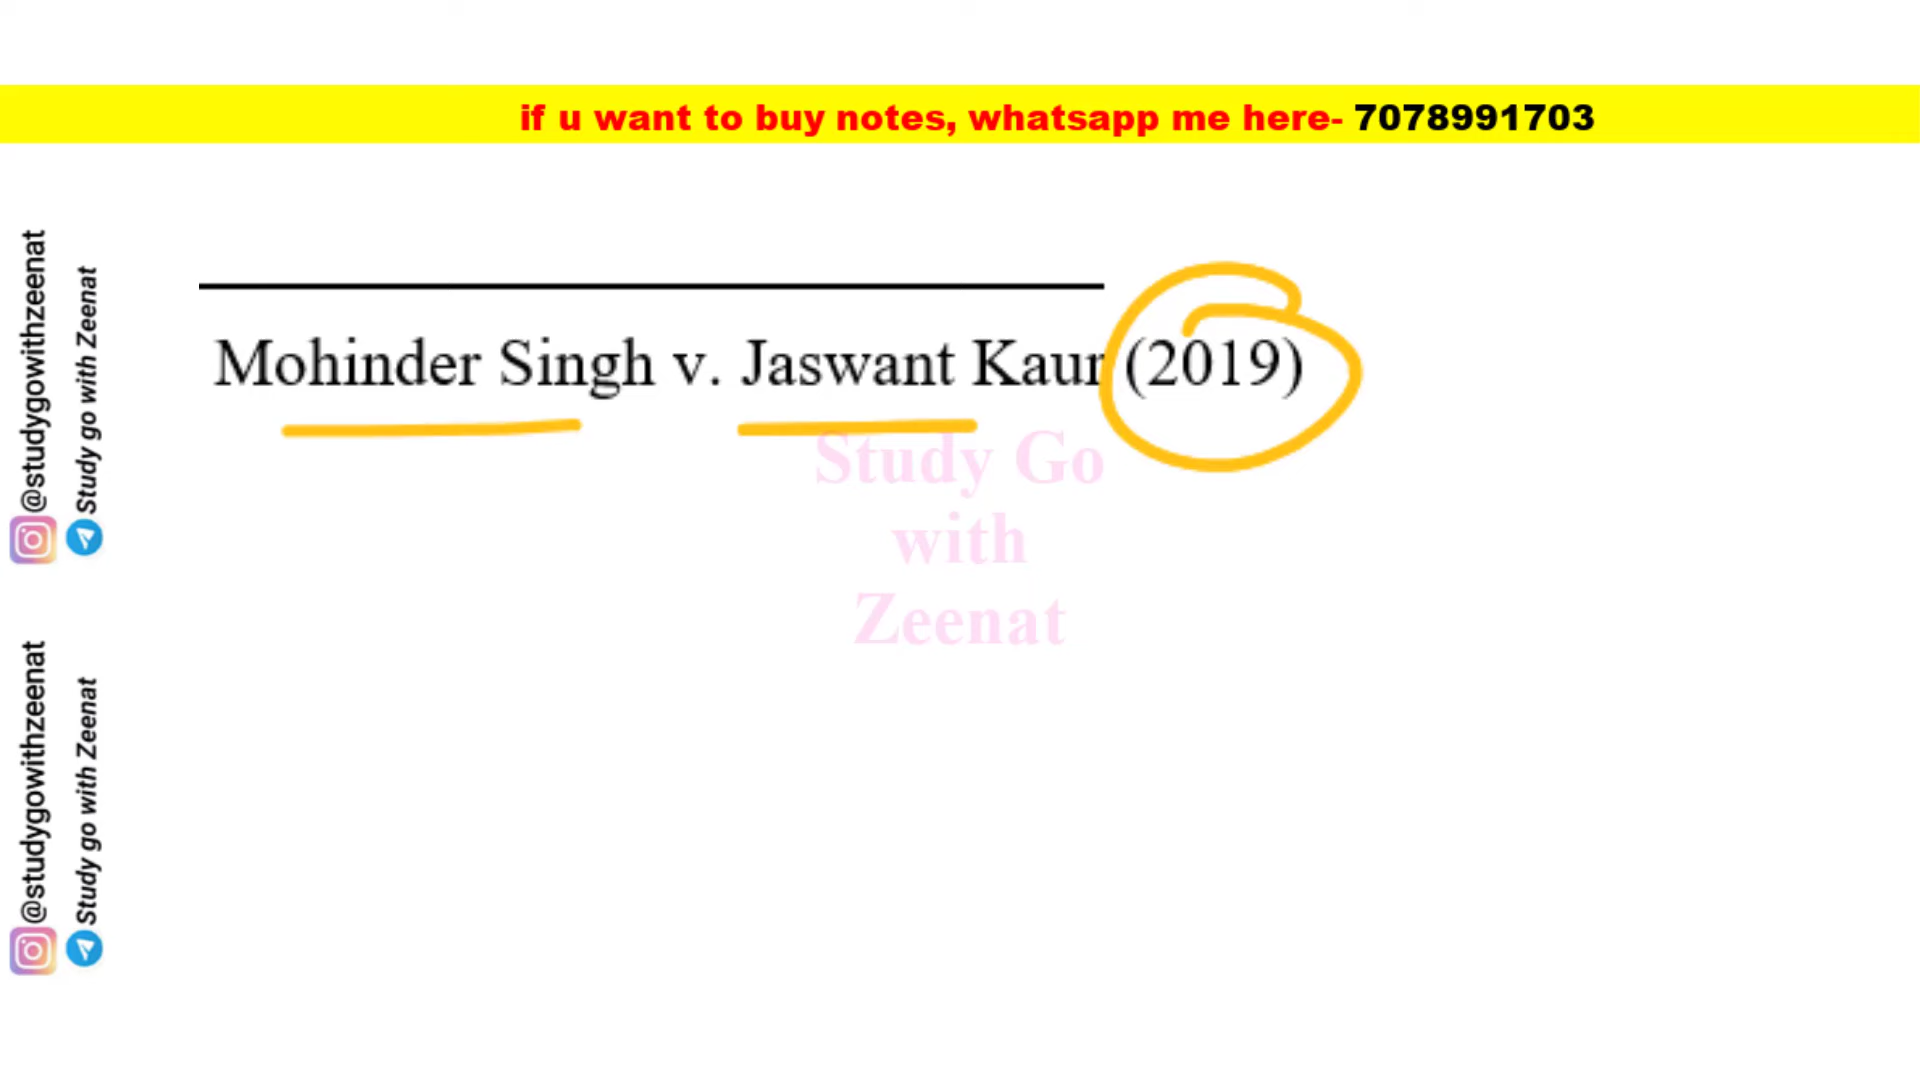 if u want to buy notes, whatsapp me here- 7078991703
Mohinder Singh v. Jaswant Kaur (2019)
Study Go
with
Zeenat
@studygowithzeenat
Study go with Zeenat
@studygowithzeenat
Study go with Zeenat